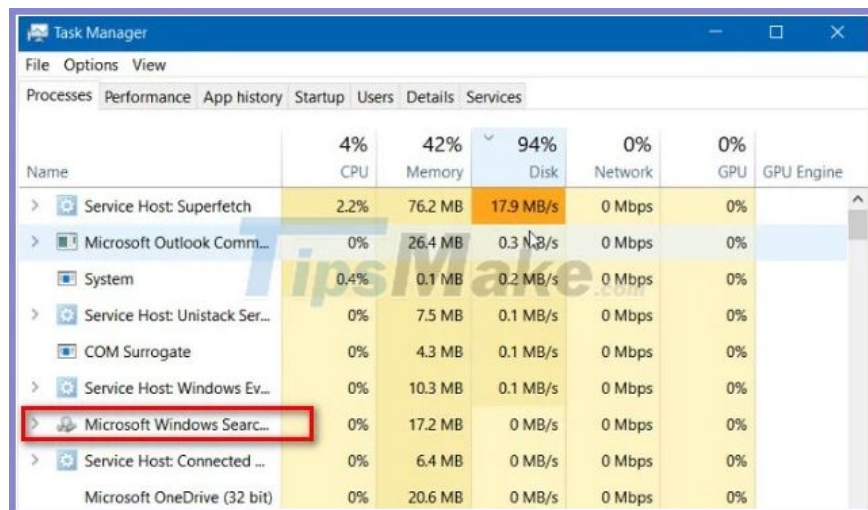 Task Manager
File Options View
Processes Performance App history Startup Users Details Services
4% 42% 94% 0% 0%
Name CPU Memory Disk Network GPU GPU Engine
Service Host: Superfetch 2.2% 76.2 MB 17.9 MB/s 0 Mbps 0%
Microsoft Outlook Comm... 0% 26.4 MB 0.3 MB/s 0 Mbps 0%
TipsMake.com
System 0.4% 0.1 MB 0.2 MB/s 0 Mbps 0%
Service Host: Unistack Ser... 0% 7.5 MB 0.1 MB/s 0 Mbps 0%
COM Surrogate 0% 4.3 MB 0.1 MB/s 0 Mbps 0%
Service Host: Windows Ev... 0% 10.3 MB 0.1 MB/s 0 Mbps 0%
Microsoft Windows Searc... 0% 17.2 MB 0 MB/s 0 Mbps 0%
Service Host: Connected ... 0% 6.4 MB 0 MB/s 0 Mbps 0%
Microsoft OneDrive (32 bit) 0% 20.6 MB 0 MB/s 0 Mbps 0%